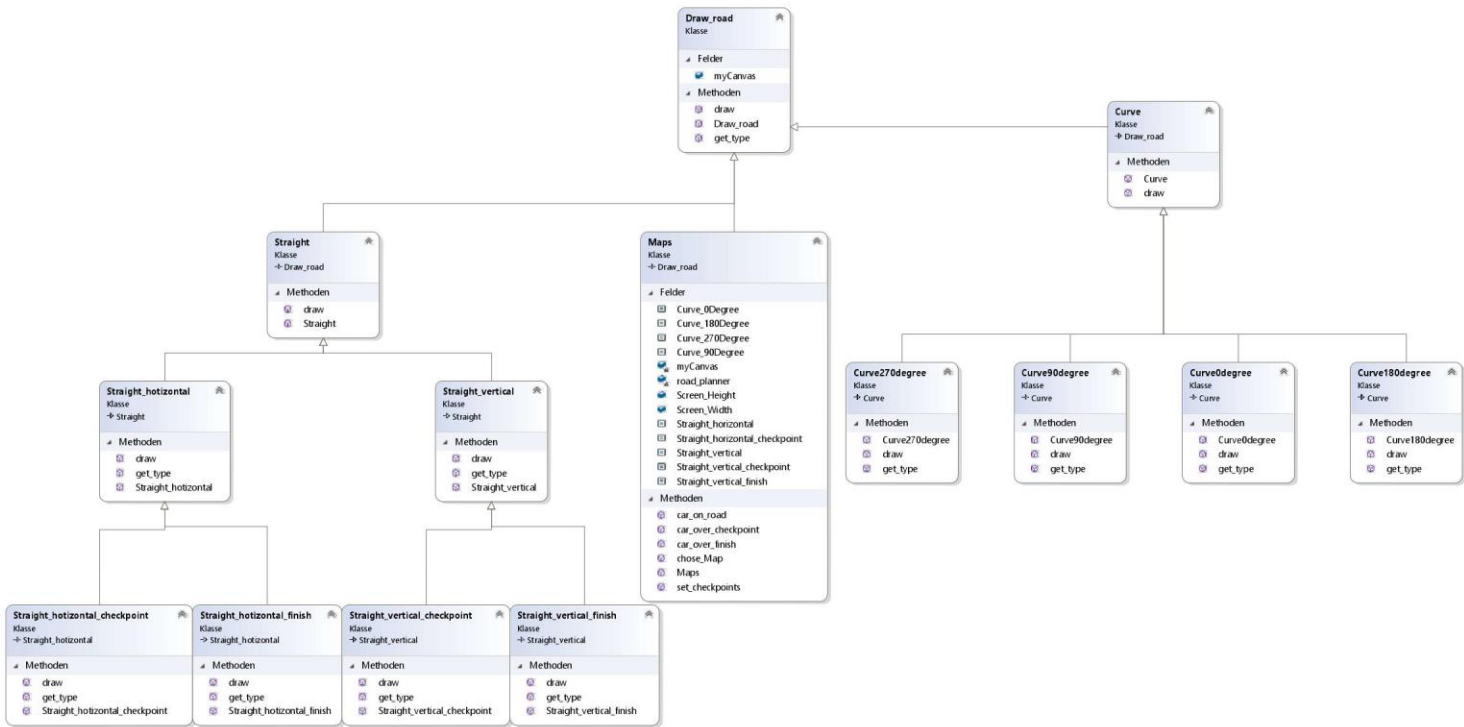 Draw_road
Klasse
Felder
myCanvas
Methoden
draw
Draw_road
get_type
Curve
Klasse
Draw_road
Methoden
Curve
draw
Straight
Klasse
Draw_road
Methoden
draw
Straight
Maps
Klasse
Draw_road
Felder
Curve_0Degree
Curve_180Degree
Curve_270Degree
Curve_90Degree
myCanvas
road_planner
Screen_Height
Screen_Width
Straight_horizontal
Straight_horizontal_checkpoint
Straight_vertical
Straight_vertical_checkpoint
Straight_vertical_finish
Methoden
car_on_road
car_over_checkpoint
car_over_finish
chose_Map
Maps
set_checkpoints
Straight_hotizontal
Klasse
Straight
Methoden
draw
get_type
Straight_hotizontal
Straight_vertical
Klasse
Straight
Methoden
draw
get_type
Straight_vertical
Curve270degree
Klasse
Curve
Methoden
Curve270degree
draw
get_type
Curve90degree
Klasse
Curve
Methoden
Curve90degree
draw
get_type
Curve0degree
Klasse
Curve
Methoden
Curve0degree
draw
get_type
Curve180degree
Klasse
Curve
Methoden
Curve180degree
draw
get_type
Straight_hotizontal_checkpoint
Klasse
Straight_hotizontal
Methoden
draw
get_type
Straight_hotizontal_checkpoint
Straight_hotizontal_finish
Klasse
Straight_hotizontal
Methoden
draw
get_type
Straight_hotizontal_finish
Straight_vertical_checkpoint
Klasse
Straight_vertical
Methoden
draw
get_type
Straight_vertical_checkpoint
Straight_vertical_finish
Klasse
Straight_vertical
Methoden
draw
get_type
Straight_vertical_finish